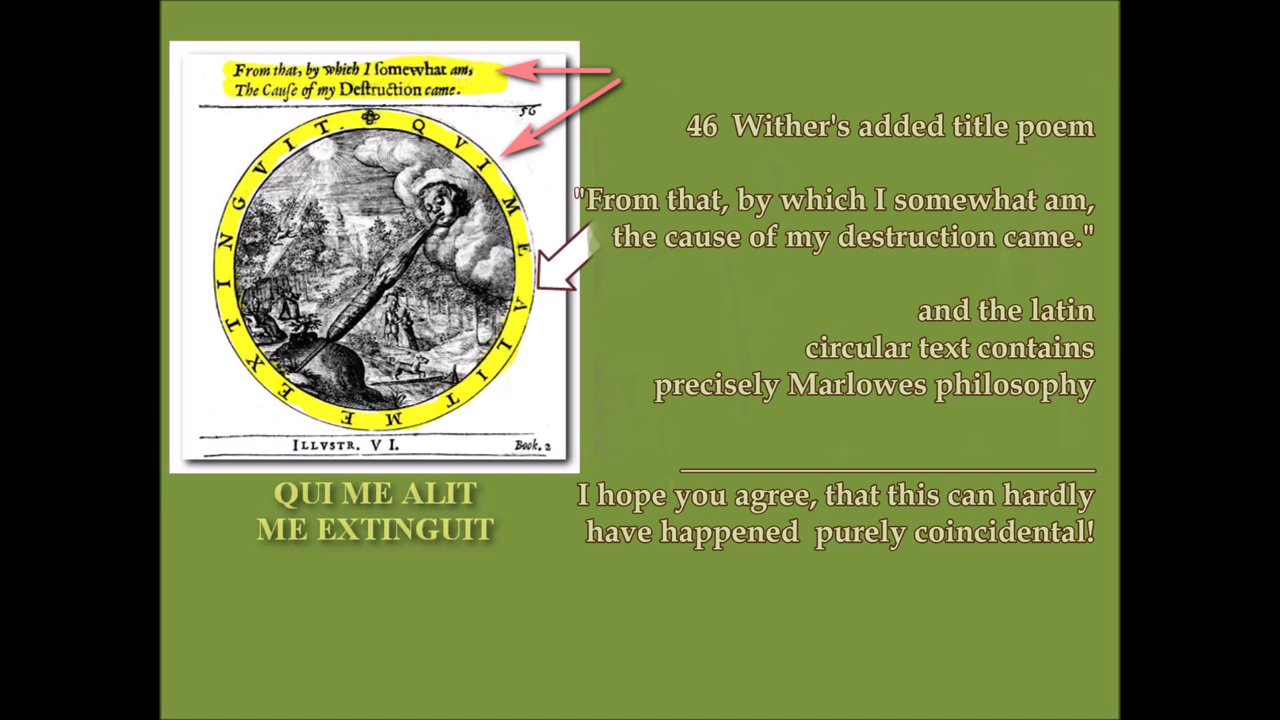 From that, by which I ſomewhat am,
The Cauſe of my Deſtruction came.
56
QVI ME ALIT ME EXTINGVIT.
ILLVSTR. VI.
Book. 2
QUI ME ALIT
ME EXTINGUIT
46 Wither's added title poem
"From that, by which I somewhat am,
the cause of my destruction came."
and the latin
circular text contains
precisely Marlowes philosophy
I hope you agree, that this can hardly
have happened purely coincidental!